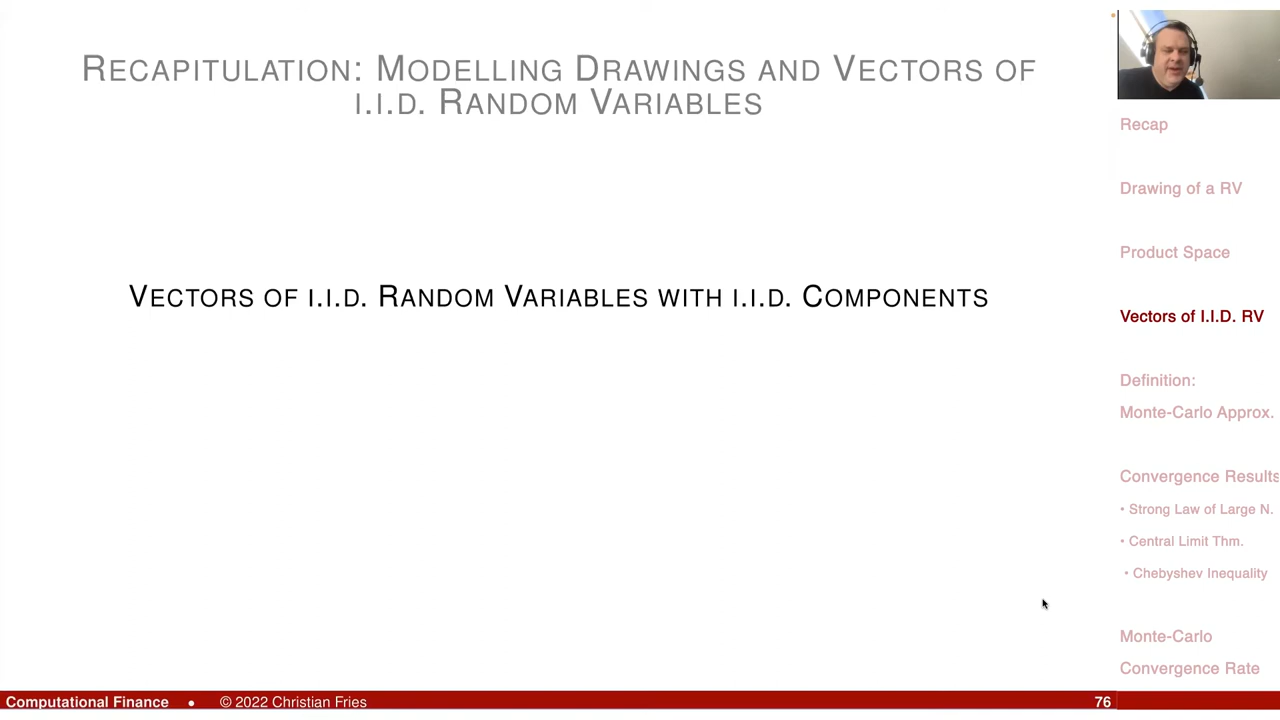 RECAPITULATION: MODELLING DRAWINGS AND VECTORS OF
I.I.D. RANDOM VARIABLES
VECTORS OF I.I.D. RANDOM VARIABLES WITH I.I.D. COMPONENTS
Recap
Drawing of a RV
Product Space
Vectors of I.I.D. RV
Definition:
Monte-Carlo Approx.
Convergence Results
• Strong Law of Large N.
• Central Limit Thm.
• Chebyshev Inequality
Monte-Carlo
Convergence Rate
Computational Finance • © 2022 Christian Fries 76